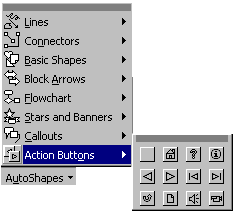 Lines
Connectors
Basic Shapes
Block Arrows
Flowchart
Stars and Banners
Callouts
Action Buttons
AutoShapes